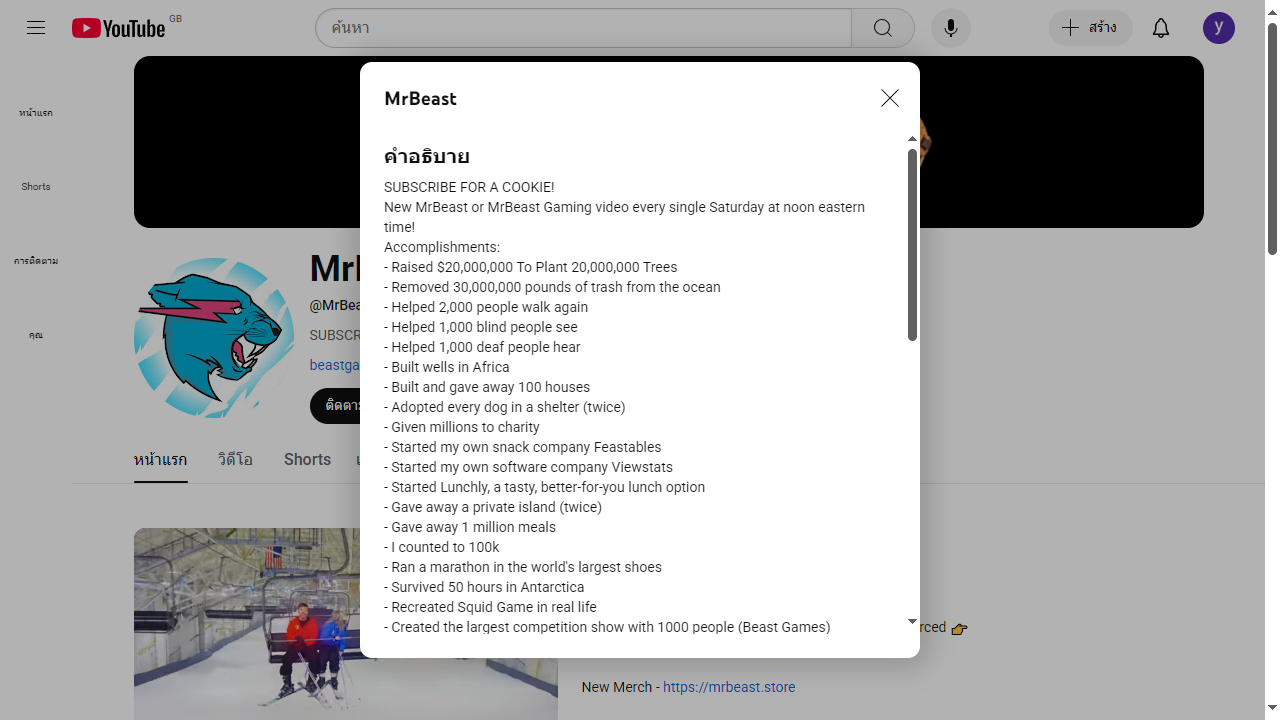 YouTube GB
ค้นหา
สร้าง
y
หน้าแรก
Shorts
การติดตาม
คุณ
MrBeast
คำอธิบาย
SUBSCRIBE FOR A COOKIE!
New MrBeast or MrBeast Gaming video every single Saturday at noon eastern
time!
Accomplishments:
- Raised $20,000,000 To Plant 20,000,000 Trees
- Removed 30,000,000 pounds of trash from the ocean
- Helped 2,000 people walk again
- Helped 1,000 blind people see
- Helped 1,000 deaf people hear
- Built wells in Africa
- Built and gave away 100 houses
- Adopted every dog in a shelter (twice)
- Given millions to charity
- Started my own snack company Feastables
- Started my own software company Viewstats
- Started Lunchly, a tasty, better-for-you lunch option
- Gave away a private island (twice)
- Gave away 1 million meals
- I counted to 100k
- Ran a marathon in the world's largest shoes
- Survived 50 hours in Antarctica
- Recreated Squid Game in real life
- Created the largest competition show with 1000 people (Beast Games)
@MrBea
SUBSCR
beastga
ติดตาม
หน้าแรก
วิดีโอ
Shorts
rced 👉
New Merch - https://mrbeast.store